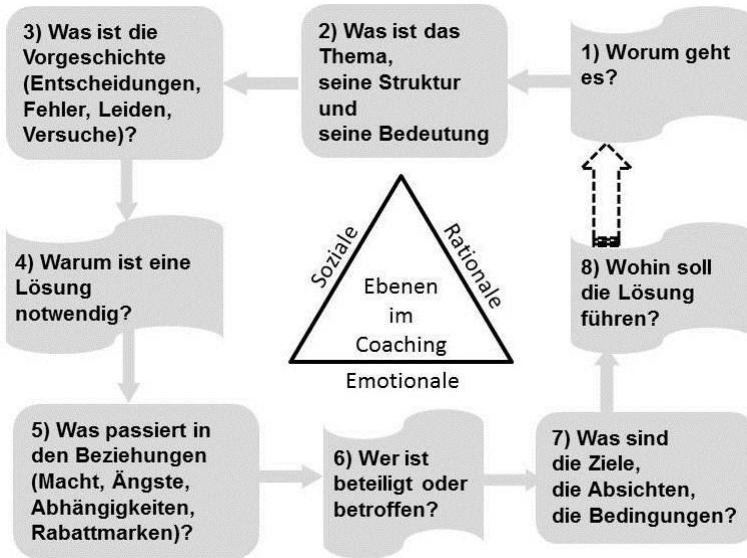 3) Was ist die
Vorgeschichte
(Entscheidungen,
Fehler, Leiden,
Versuche)?
2) Was ist das
Thema,
seine Struktur
und
seine Bedeutung
1) Worum geht
es?
4) Warum ist eine
Lösung
notwendig?
Soziale
Rationale
Ebenen
im
Coaching
Emotionale
8) Wohin soll
die Lösung
führen?
5) Was passiert in
den Beziehungen
(Macht, Ängste,
Abhängigkeiten,
Rabattmarken)?
6) Wer ist
beteiligt oder
betroffen?
7) Was sind
die Ziele,
die Absichten,
die Bedingungen?